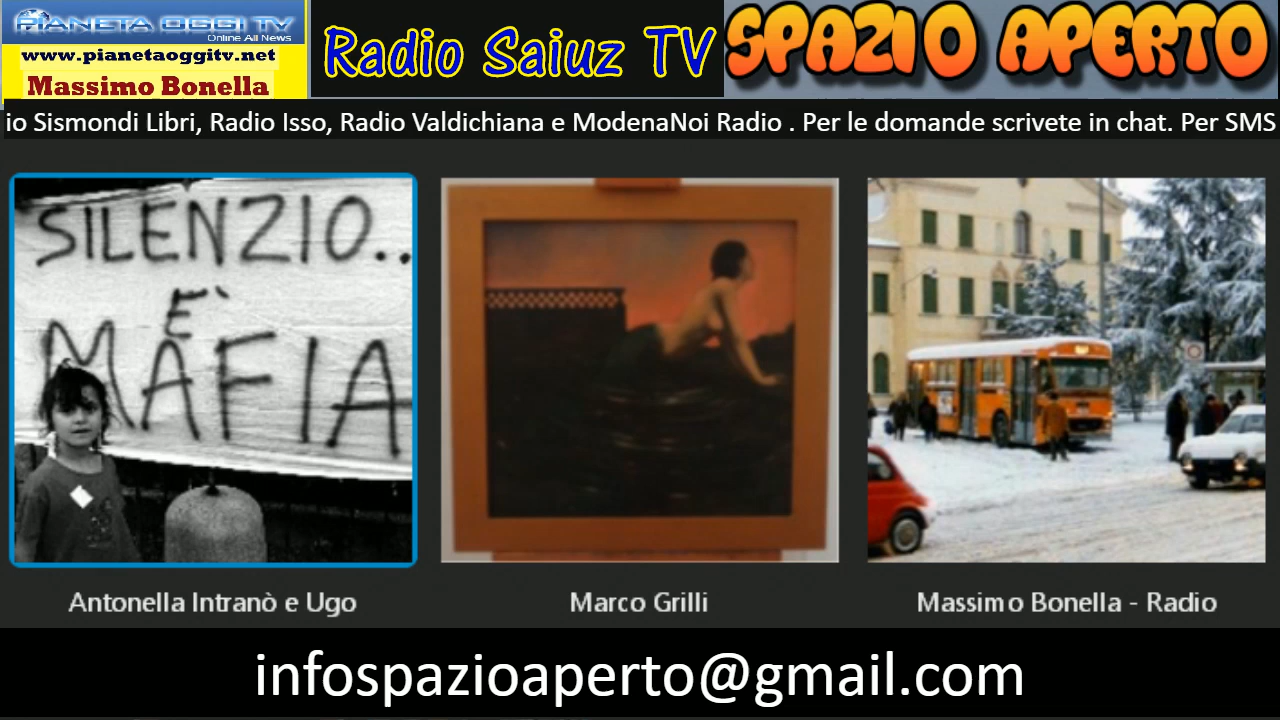 PIANETA OGGI TV
Online All News
www.pianetaoggitv.net
Massimo Bonella
Radio Saiuz TV
SPAZIO APERTO
io Sismondi Libri, Radio Isso, Radio Valdichiana e ModenaNoi Radio . Per le domande scrivete in chat. Per SMS
SILENZIO..
E'
MAFIA
Antonella Intranò e Ugo
Marco Grilli
Massimo Bonella - Radio
infospazioaperto@gmail.com